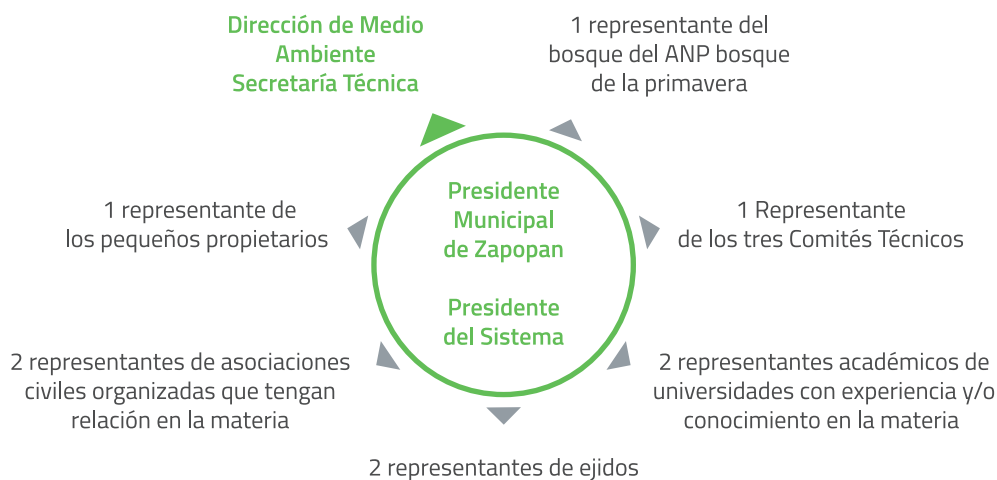 Dirección de Medio
Ambiente
Secretaría Técnica
1 representante del
bosque del ANP bosque
de la primavera
1 representante de
los pequeños propietarios
Presidente
Municipal
de Zapopan
Presidente
del Sistema
1 Representante
de los tres Comités Técnicos
2 representantes de asociaciones
civiles organizadas que tengan
relación en la materia
2 representantes académicos de
universidades con experiencia y/o
conocimiento en la materia
2 representantes de ejidos